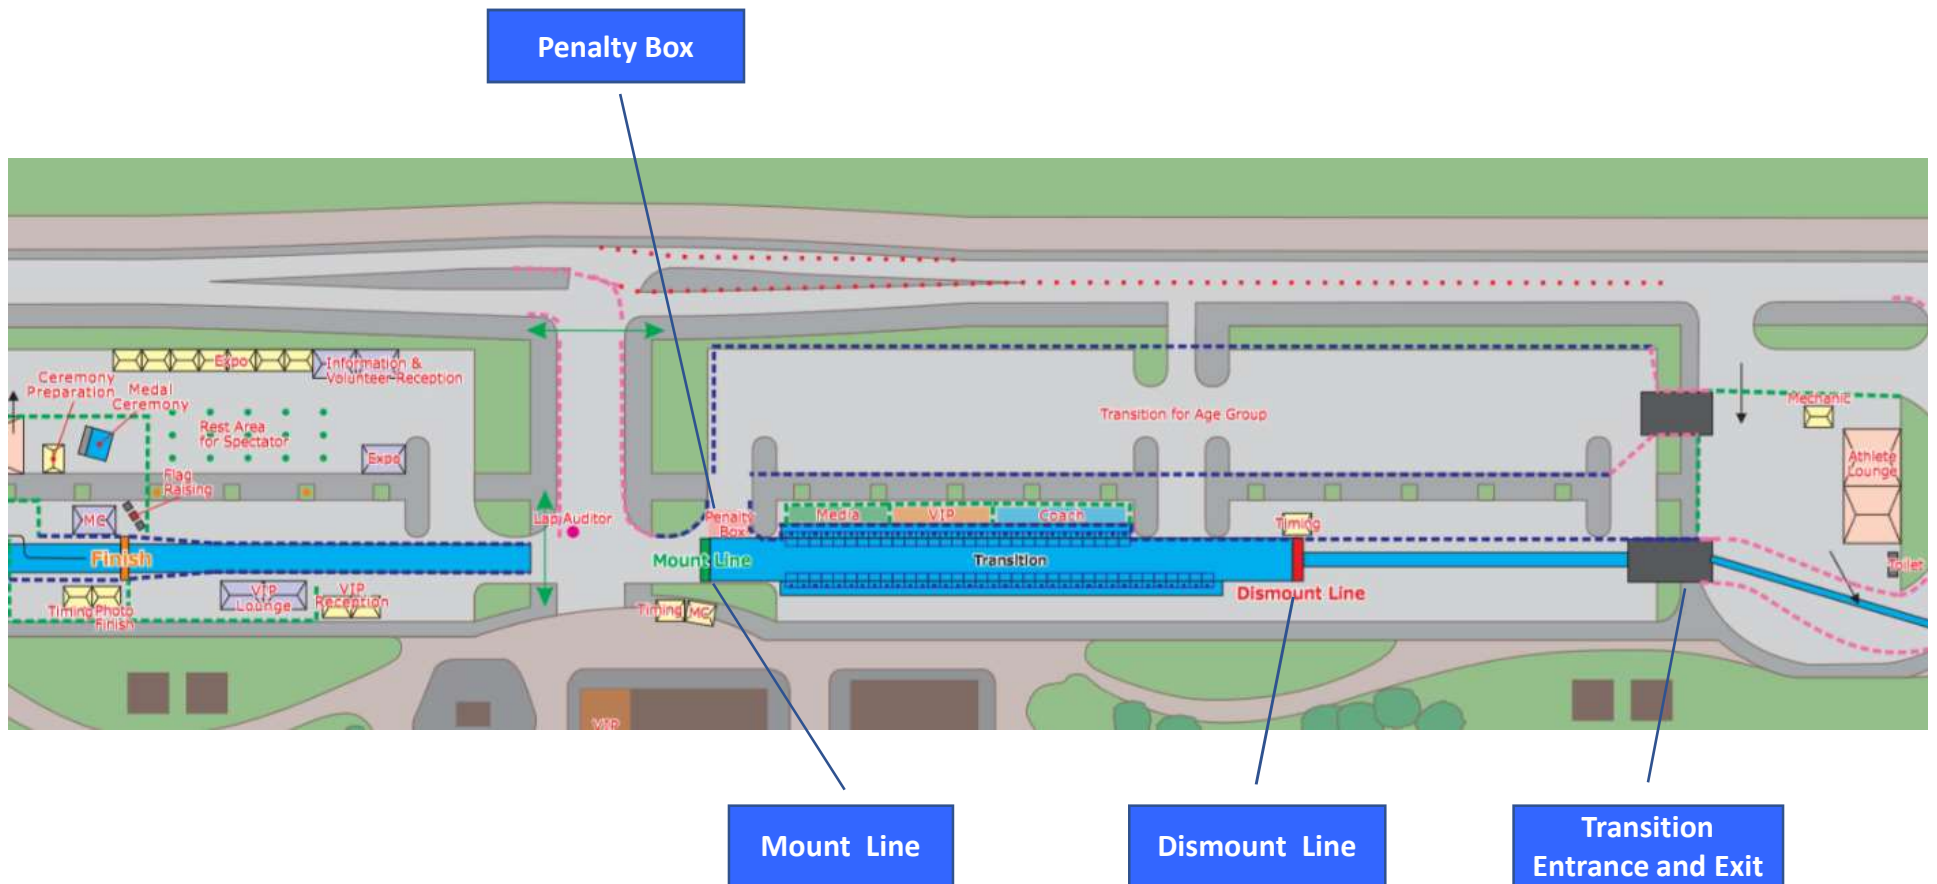 Penalty Box
Expo
Information &
Volunteer Reception
Ceremony
Preparation
Medal
Ceremony
Rest Area
for Spectator
Expo
Flag
Raising
MC
Finish
Timing
Photo
Finish
VIP
Lounge
VIP
Reception
Lap Auditor
Mount Line
Timing
MC
VIP
Penalty
Box
Media
VIP
Coach
Transition
Transition for Age Group
Timing
Dismount Line
Mechanic
Athlete
Lounge
Toilet
Mount Line
Dismount Line
Transition
Entrance and Exit